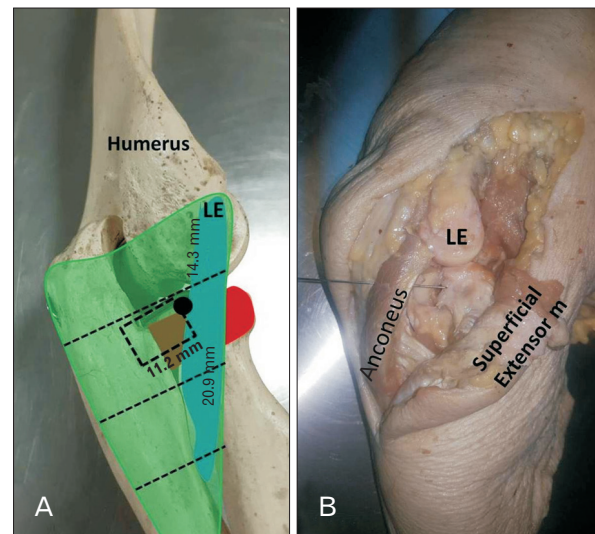 Humerus
LE
14.3 mm
11.2 mm
20.9 mm
A
LE
Anconeus
Superficial
Extensor m
B